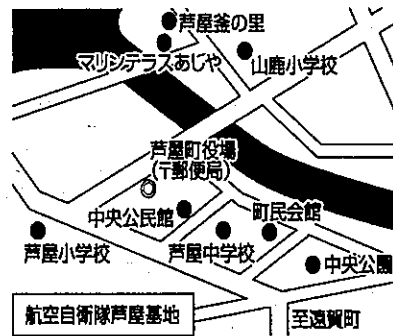 芦屋釜の里
マリンテラスあしや
山鹿小学校
芦屋町役場
(〒郵便局)
中央公民館
町民会館
芦屋小学校
芦屋中学校
中央公園
航空自衛隊芦屋基地
至遠賀町